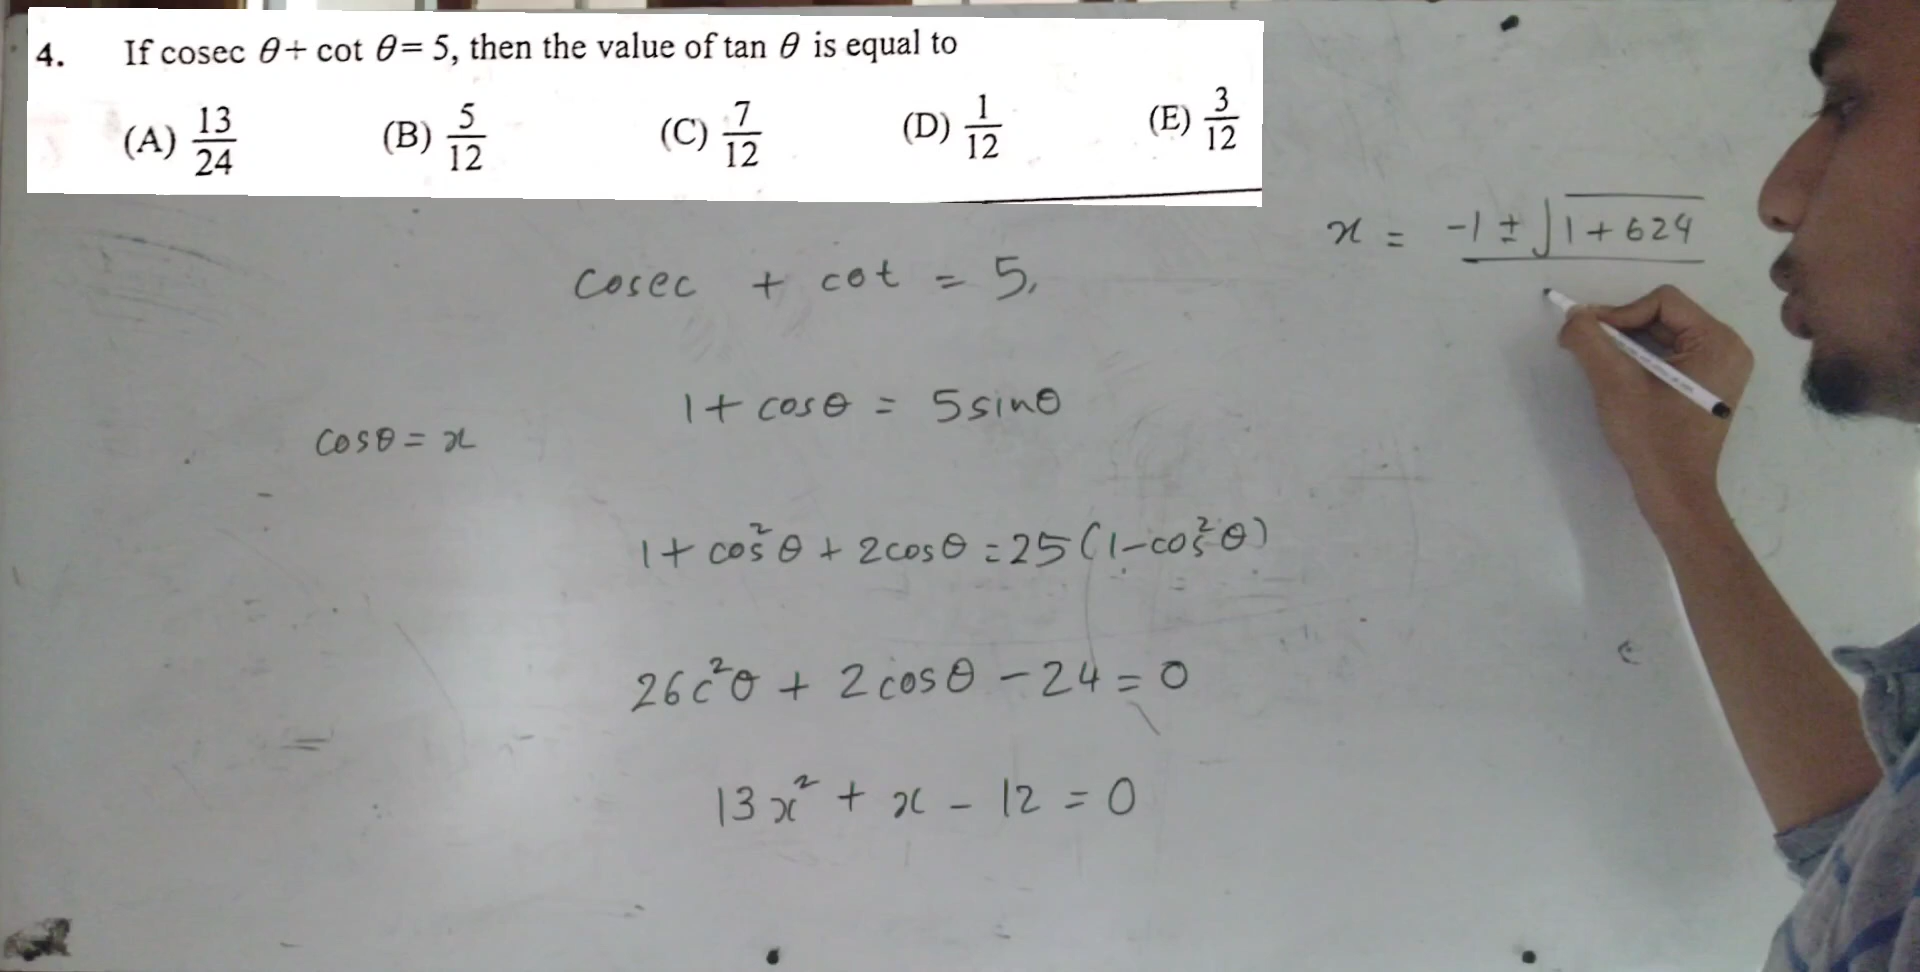 4. If cosec θ+ cot θ= 5, then the value of tan θ is equal to
(A) 13/24 (B) 5/12 (C) 7/12 (D) 1/12 (E) 3/12
x = -1 ± √1+624
cosec + cot = 5,
1+ cosθ = 5sinθ
cosθ = x
1+ cos²θ + 2cosθ = 25(1-cos²θ)
26c²θ + 2cosθ - 24 = 0
13x² + x - 12 = 0